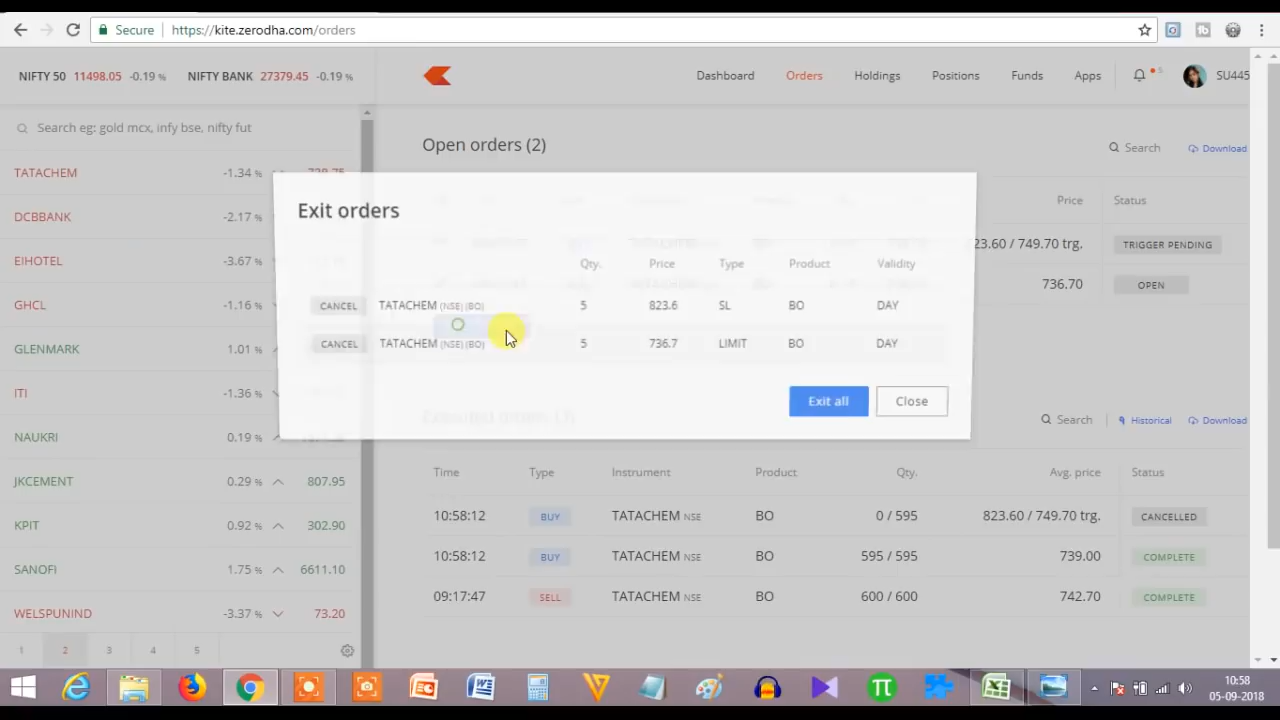 Secure https://kite.zerodha.com/orders
NIFTY 50 11498.05 -0.19 % NIFTY BANK 27379.45 -0.19 %
Dashboard Orders Holdings Positions Funds Apps 5 SU445
Search eg: gold mcx, infy bse, nifty fut
TATACHEM -1.34 %
DCBBANK -2.17 %
EIHOTEL -3.67 %
GHCL -1.16 %
GLENMARK 1.01 %
ITI -1.36 %
NAUKRI 0.19 %
JKCEMENT 0.29 % 807.95
KPIT 0.92 % 302.90
SANOFI 1.75 % 6611.10
WELSPUNIND -3.37 % 73.20
1 2 3 4 5
Open orders (2)
Search Download
Price Status
23.60 / 749.70 trg. TRIGGER PENDING
736.70 OPEN
Exit orders
Qty. Price Type Product Validity
CANCEL TATACHEM (NSE) (BO) 5 823.6 SL BO DAY
CANCEL TATACHEM (NSE) (BO) 5 736.7 LIMIT BO DAY
Exit all Close
Search Historical Download
Time Type Instrument Product Qty. Avg. price Status
10:58:12 BUY TATACHEM NSE BO 0 / 595 823.60 / 749.70 trg. CANCELLED
10:58:12 BUY TATACHEM NSE BO 595 / 595 739.00 COMPLETE
09:17:47 SELL TATACHEM NSE BO 600 / 600 742.70 COMPLETE
10:58
05-09-2018